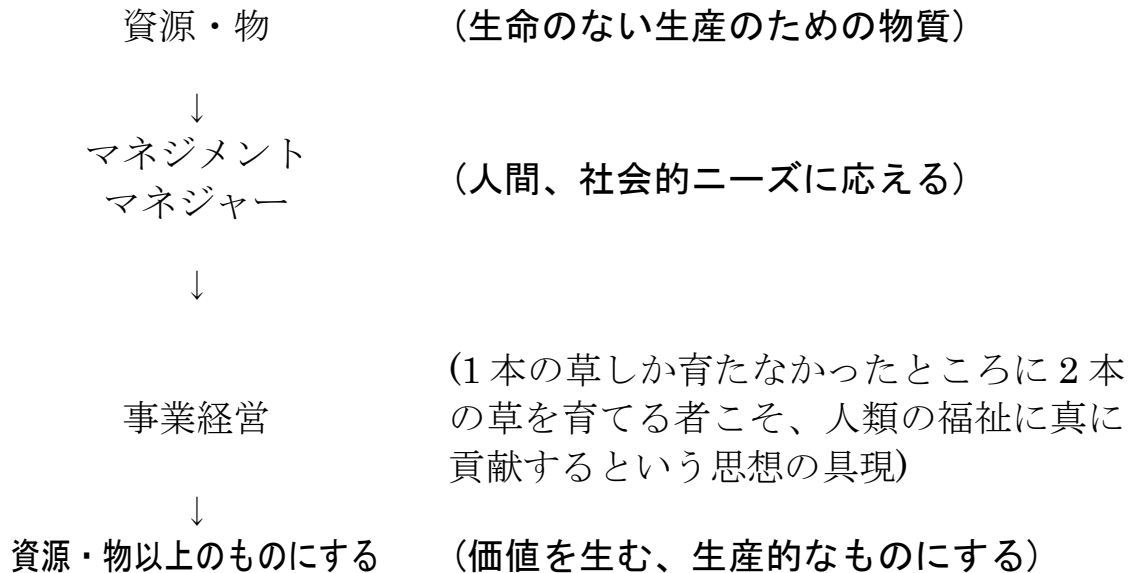 資源・物 （生命のない生産のための物質）
↓
マネジメント
マネジャー
（人間、社会的ニーズに応える）
↓
事業経営
(1 本の草しか育たなかったところに 2 本
の草を育てる者こそ、人類の福祉に真に
貢献するという思想の具現)
↓
資源・物以上のものにする （価値を生む、生産的なものにする）